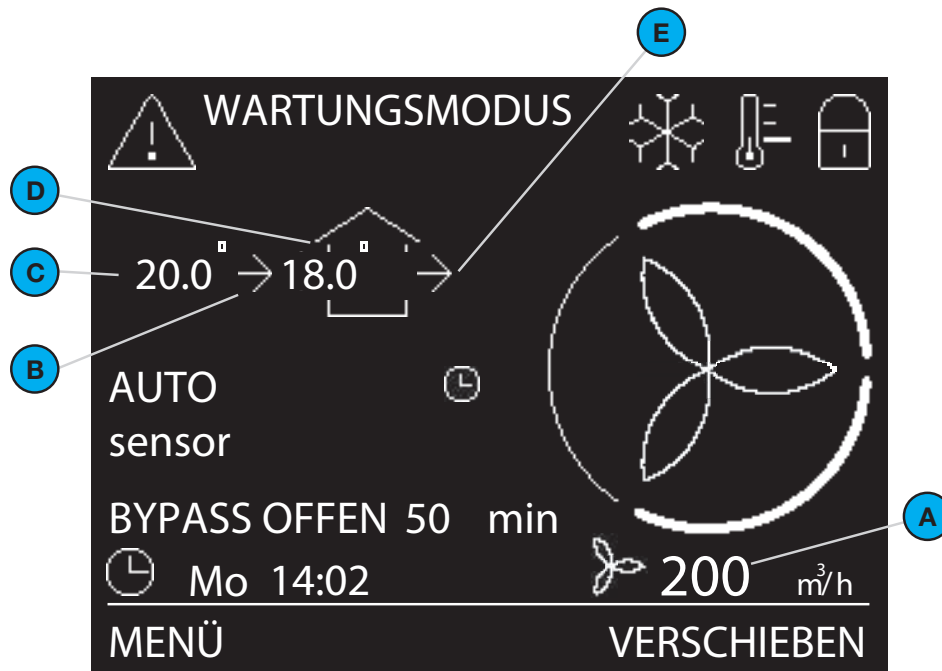 E
WARTUNGSMODUS
D
C
20.0° 18.0°
B
AUTO
sensor
BYPASS OFFEN 50 min
A
Mo 14:02 200 m³/h
MENÜ VERSCHIEBEN